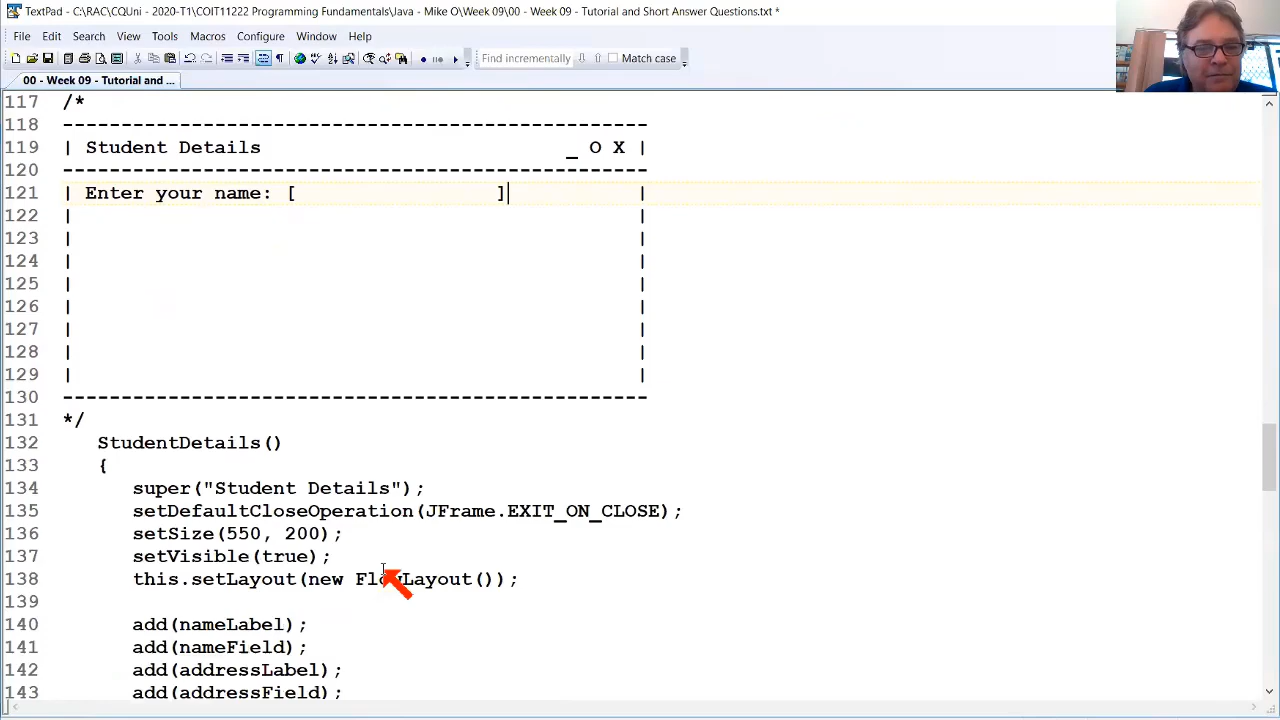 TextPad - C:\RAC\CQUni - 2020-T1\COIT11222 Programming Fundamentals\Java - Mike O\Week 09\00 - Week 09 - Tutorial and Short Answer Questions.txt *
File Edit Search View Tools Macros Configure Window Help
Find incrementally Match case
00 - Week 09 - Tutorial and ...
117 /*
118 --------------------------------------------------
119 | Student Details _ O X |
120 --------------------------------------------------
121 | Enter your name: [ ] |
122 | |
123 | |
124 | |
125 | |
126 | |
127 | |
128 | |
129 | |
130 --------------------------------------------------
131 */
132 StudentDetails()
133 {
134 super("Student Details");
135 setDefaultCloseOperation(JFrame.EXIT_ON_CLOSE);
136 setSize(550, 200);
137 setVisible(true);
138 this.setLayout(new FlowLayout());
139
140 add(nameLabel);
141 add(nameField);
142 add(addressLabel);
143 add(addressField);